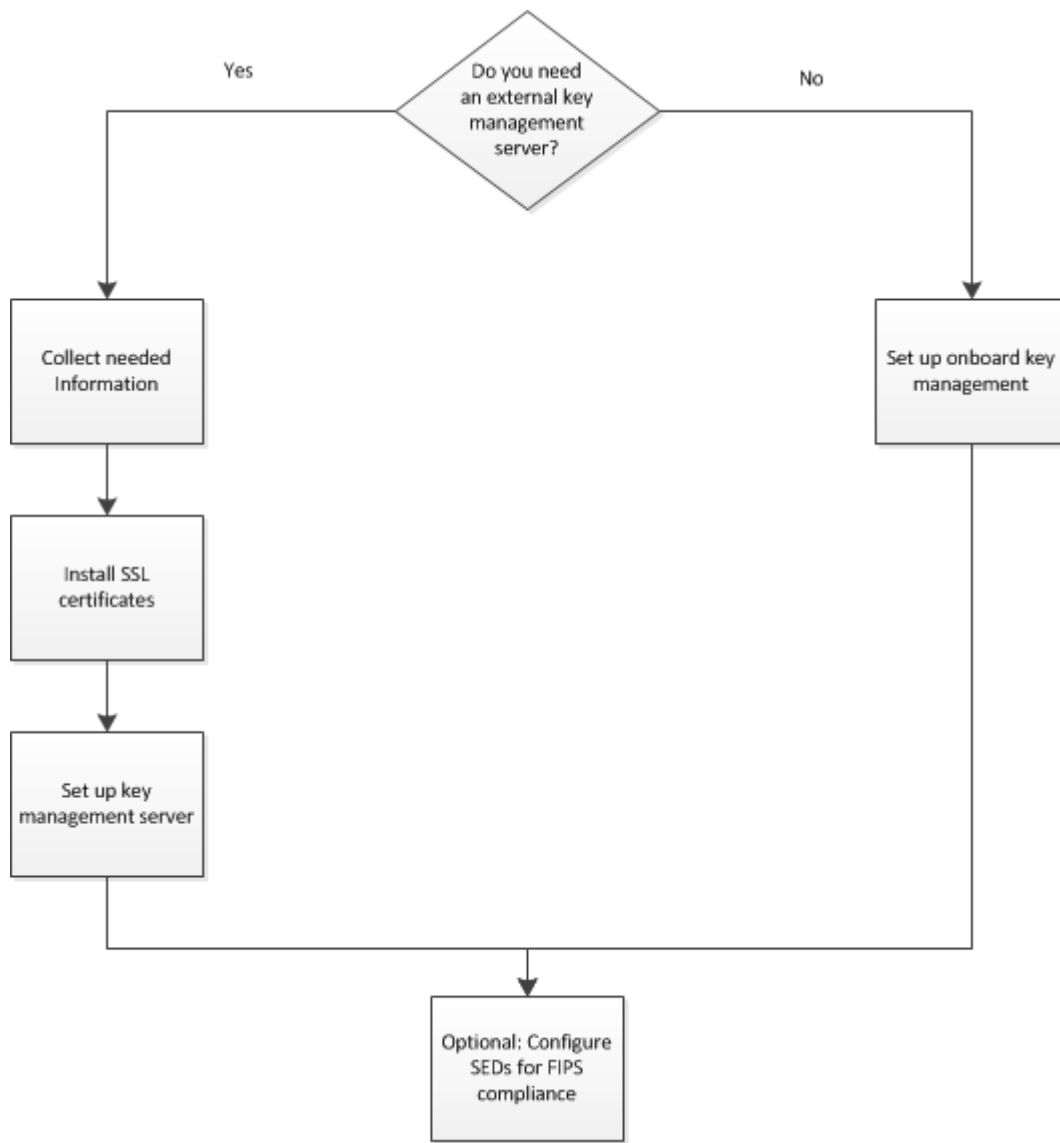 Yes
Do you need
an external key
management
server?
No
Collect needed
Information
Set up onboard key
management
Install SSL
certificates
Set up key
management server
Optional: Configure
SEDs for FIPS
compliance